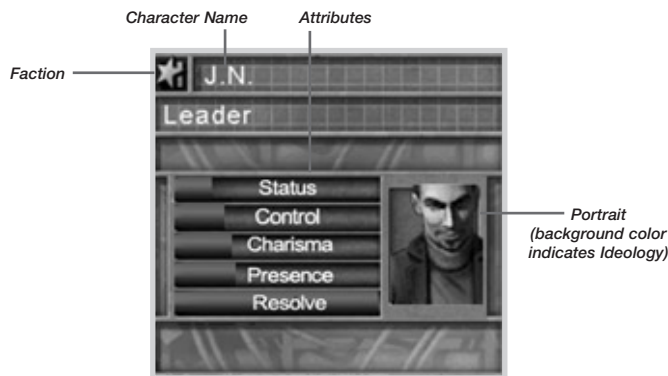 Character Name
Attributes
Faction
J.N.
Leader
Status
Control
Charisma
Presence
Resolve
Portrait
(background color
indicates Ideology)